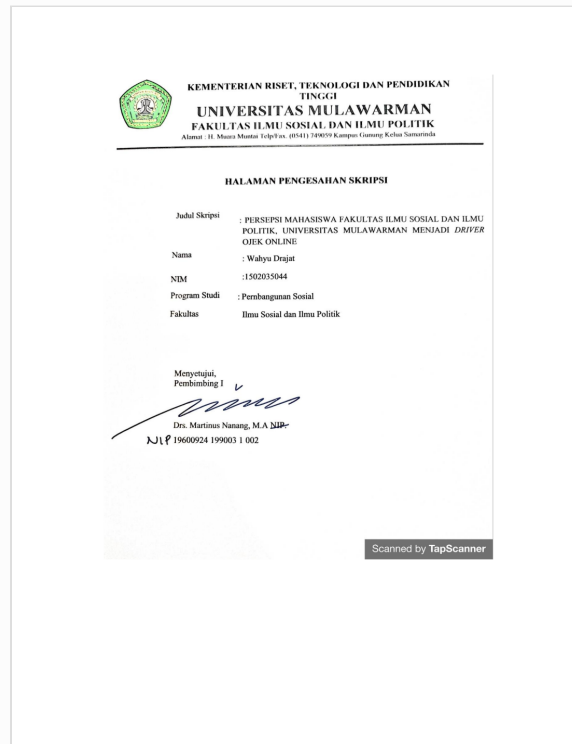 KEMENTERIAN RISET, TEKNOLOGI DAN PENDIDIKAN
TINGGI
UNIVERSITAS MULAWARMAN
FAKULTAS ILMU SOSIAL DAN ILMU POLITIK
Alamat : H. Muara Muntai Telp/Fax. (0541) 749059 Kampus Gunung Kelua Samarinda
HALAMAN PENGESAHAN SKRIPSI
Judul Skripsi : PERSEPSI MAHASISWA FAKULTAS ILMU SOSIAL DAN ILMU
POLITIK, UNIVERSITAS MULAWARMAN MENJADI DRIVER
OJEK ONLINE
Nama : Wahyu Drajat
NIM :1502035044
Program Studi : Pembangunan Sosial
Fakultas Ilmu Sosial dan Ilmu Politik
Menyetujui,
Pembimbing I
Drs. Martinus Nanang, M.A NIP.
NIP 19600924 199003 1 002
Scanned by TapScanner